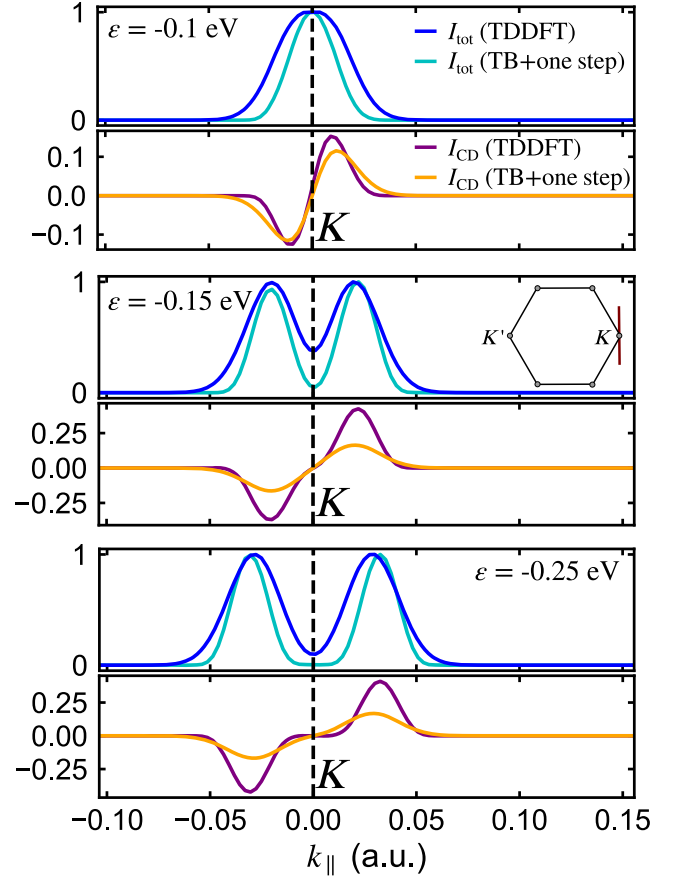 ε = -0.1 eV
I_tot (TDDFT)
I_tot (TB+one step)
1
0
I_CD (TDDFT)
I_CD (TB+one step)
0.1
0.0
−0.1
K
ε = -0.15 eV
1
0
K'
K
0.25
0.00
−0.25
K
ε = -0.25 eV
1
0
0.25
0.00
−0.25
K
−0.10 −0.05 0.00 0.05 0.10 0.15
k_∥ (a.u.)